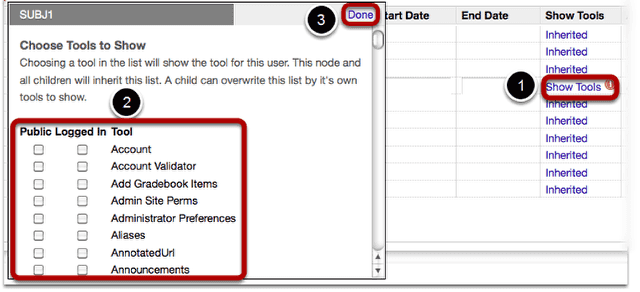 SUBJ1
3
Done
Start Date
End Date
Show Tools
Choose Tools to Show
Choosing a tool in the list will show the tool for this user. This node and
all children will inherit this list. A child can overwrite this list by it's own
tools to show.
Inherited
Inherited
Inherited
1
Show Tools
Inherited
Inherited
Inherited
Inherited
Inherited
Inherited
2
Public Logged In Tool
Account
Account Validator
Add Gradebook Items
Admin Site Perms
Administrator Preferences
Aliases
AnnotatedUrl
Announcements